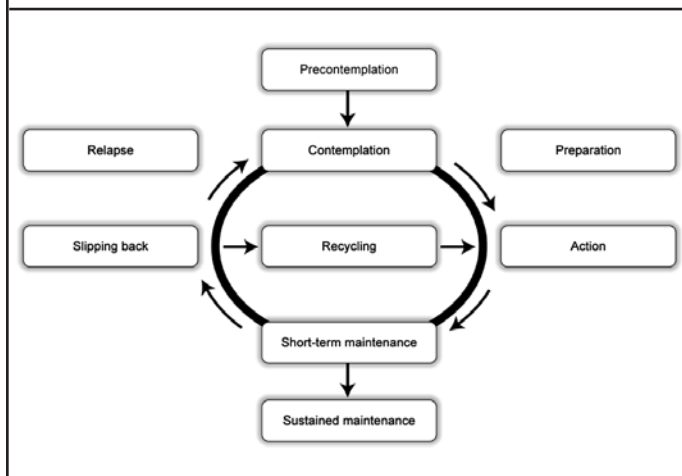 Precontemplation
Relapse
Contemplation
Preparation
Slipping back
Recycling
Action
Short-term maintenance
Sustained maintenance